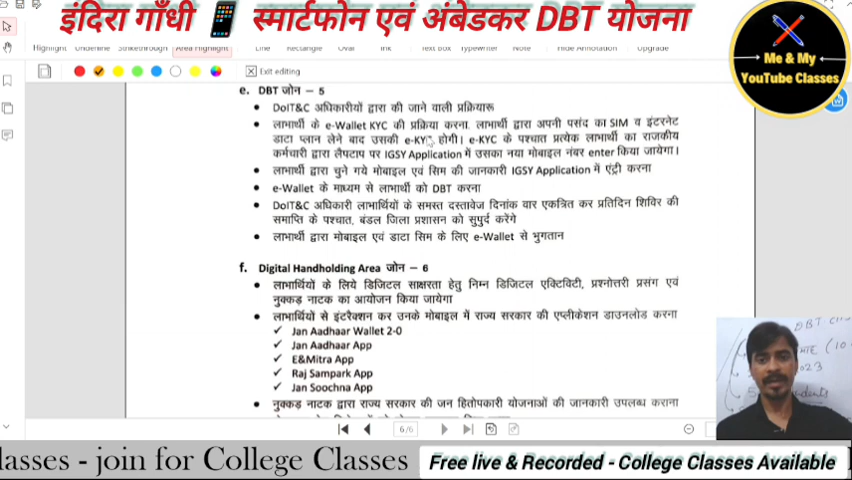 इंदिरा गाँधी स्मार्टफोन एवं अंबेडकर DBT योजना
Highlight Underline Strikethrough Area Highlight Line Rectangle Oval Ink Text box Typewriter Note Hide Annotation Upgrade
Exit editing
Me & My
YouTube Classes
e. DBT जोन – 5
• DoIT&C अधिकारीयों द्वारा की जाने वाली प्रक्रियारू
• लाभार्थी के e-Wallet KYC की प्रक्रिया करना. लाभार्थी द्वारा अपनी पसंद का SIM व इंटरनेट
डाटा प्लान लेने बाद उसकी e-KY होगी। e-KYC के पश्चात प्रत्येक लाभार्थी का राजकीय
कर्मचारी द्वारा लैपटाप पर IGSY Application में उसका नया मोबाइल नंबर enter किया जायेगा।
• लाभार्थी द्वारा चुने गये मोबाइल एवं सिम की जानकारी IGSY Application में एंट्री करना
• e-Wallet के माध्यम से लाभार्थी को DBT करना
• DoIT&C अधिकारी लाभार्थियों के समस्त दस्तावेज दिनांक वार एकत्रित कर प्रतिदिन शिविर की
समाप्ति के पश्चात, बंडल जिला प्रशासन को सुपुर्द करेंगे
• लाभार्थी द्वारा मोबाइल एवं डाटा सिम के लिए e-Wallet से भुगतान
f. Digital Handholding Area जोन – 6
• लाभार्थियों के लिये डिजिटल साक्षरता हेतु निम्न डिजिटल एक्टिविटी, प्रश्नोत्तरी प्रसंग एवं
नुक्कड़ नाटक का आयोजन किया जायेगा
• लाभार्थियों से इंटरैक्शन कर उनके मोबाइल में राज्य सरकार की एप्लीकेशन डाउनलोड करना
✓ Jan Aadhaar Wallet 2-0
✓ Jan Aadhaar App
✓ E&Mitra App
✓ Raj Sampark App
✓ Jan Soochna App
• नुक्कड़ नाटक द्वारा राज्य सरकार की जन हितोपकारी योजनाओं की जानकारी उपलब्ध कराना
6/6
lasses - join for College Classes
Free live & Recorded - College Classes Available